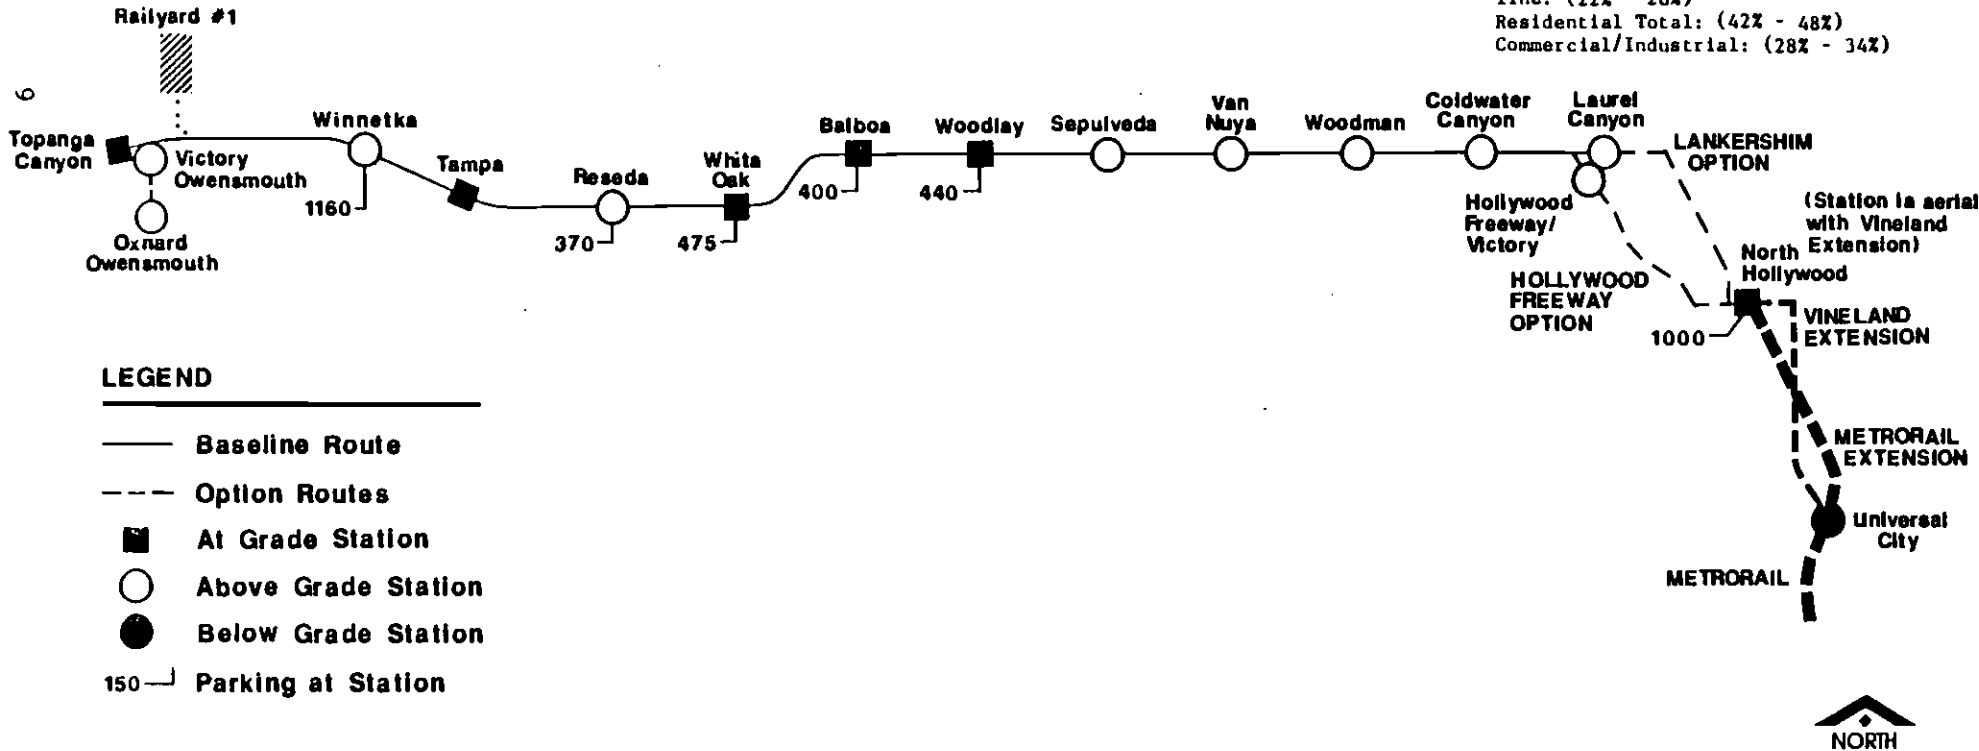 Railyard #1
Residential Total: (42% - 48%)
Commercial/Industrial: (28% - 34%)
6
Topanga
Canyon
Victory
Owensmouth
Oxnard
Owensmouth
Winnetka
1160
Tampa
Reseda
370
Whita
Oak
475
Balboa
400
Woodlay
440
Sepulveda
Van
Nuya
Woodman
Coldwater
Canyon
Laurel
Canyon
LANKERSHIM
OPTION
Hollywood
Freeway/
Victory
HOLLYWOOD
FREEWAY
OPTION
(Station ia aerial
with Vineland
Extension)
North
Hollywood
1000
VINELAND
EXTENSION
METRORAIL
EXTENSION
Universal
City
METRORAIL
LEGEND
Baseline Route
Option Routes
At Grade Station
Above Grade Station
Below Grade Station
150 Parking at Station
NORTH